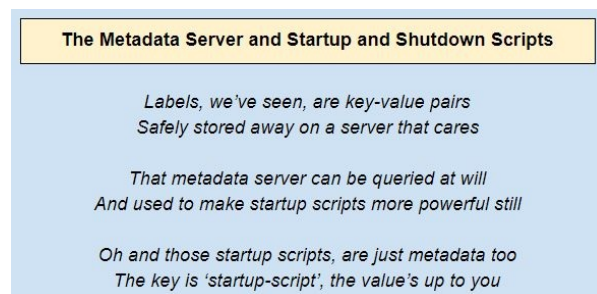 The Metadata Server and Startup and Shutdown Scripts
Labels, we’ve seen, are key-value pairs
Safely stored away on a server that cares
That metadata server can be queried at will
And used to make startup scripts more powerful still
Oh and those startup scripts, are just metadata too
The key is ‘startup-script’, the value’s up to you